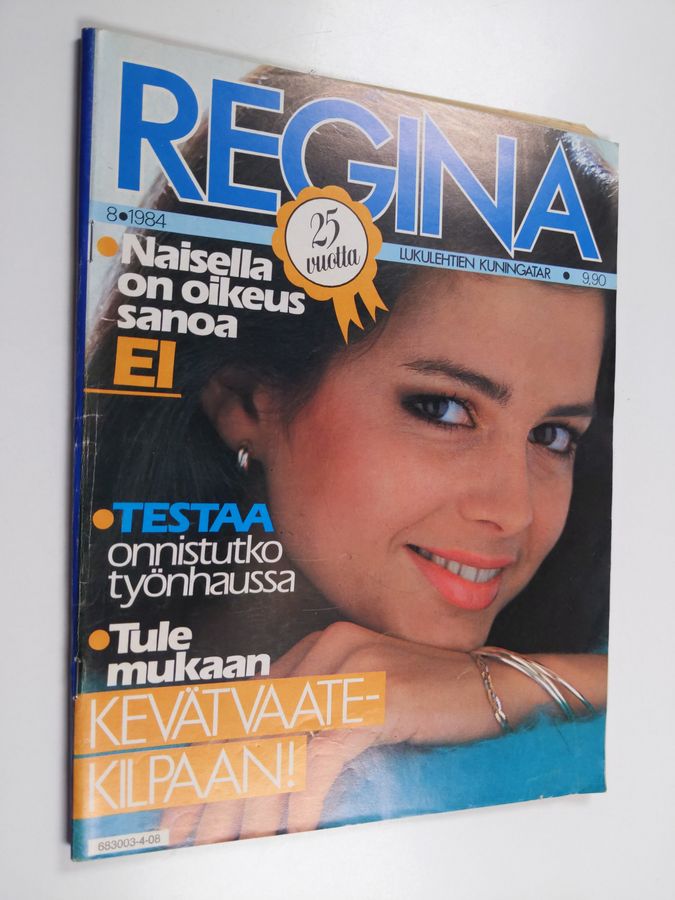 REGINA
8•1984
25
vuotta
LUKULEHTIEN KUNINGATAR • 9,90
• Naisella
on oikeus
sanoa
EI
• TESTAA
onnistutko
työnhaussa
• Tule
mukaan
KEVÄTVAATE-
KILPAAN!
683003-4-08